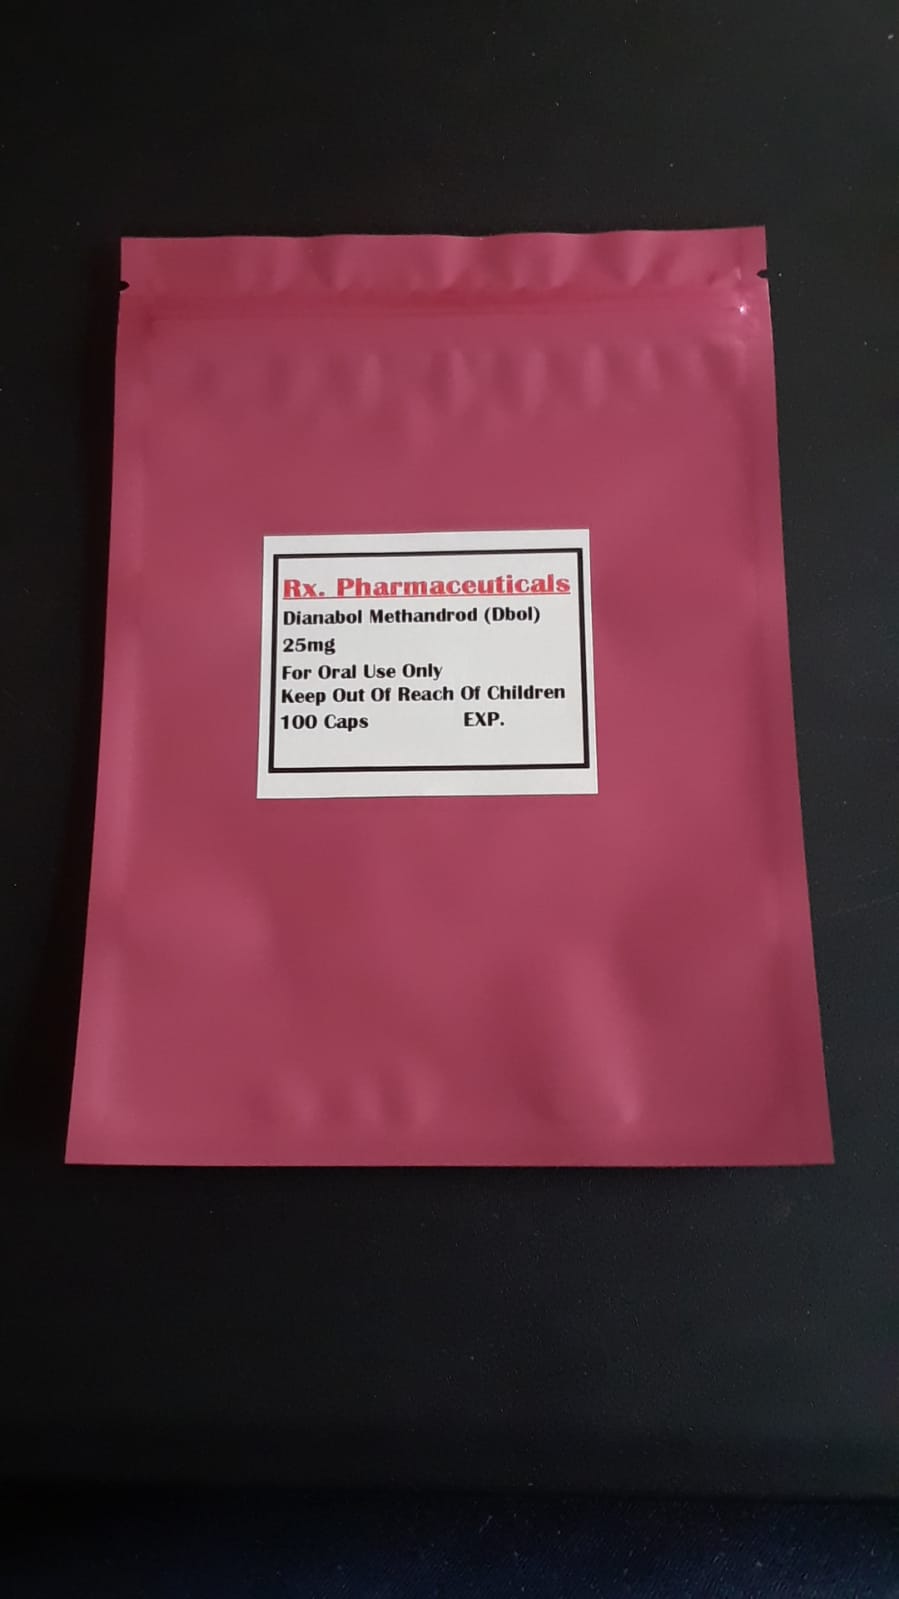 Rx. Pharmaceuticals
Dianabol Methandrod (Dbol)
25mg
For Oral Use Only
Keep Out Of Reach Of Children
100 Caps EXP.